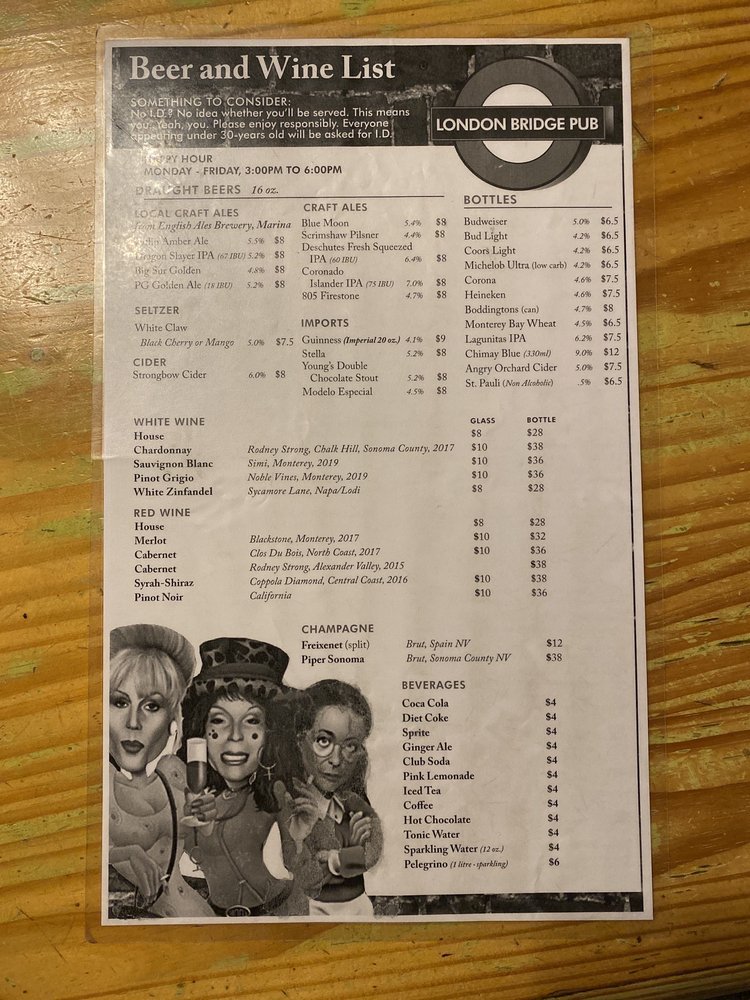 Beer and Wine List
SOMETHING TO CONSIDER:
No I.D.? No idea whether you'll be served. This means
you. Yeah, you. Please enjoy responsibly. Everyone
appearing under 30-years old will be asked for I.D.
LONDON BRIDGE PUB
HOUR
MONDAY - FRIDAY, 3:00PM TO 6:00PM
DRAUGHT BEERS 16 oz.
LOCAL CRAFT ALES
from English Ales Brewery, Marina
Amber Ale 5.5% $8
Dragon Slayer IPA (67 IBU) 5.2% $8
Big Sur Golden 4.8% $8
PG Golden Ale (18 IBU) 5.2% $8
SELTZER
White Claw
Black Cherry or Mango 5.0% $7.5
CIDER
Strongbow Cider 6.0% $8
CRAFT ALES
Blue Moon 5.4% $8
Scrimshaw Pilsner 4.4% $8
Deschutes Fresh Squeezed
IPA (60 IBU) 6.4% $8
Coronado
Islander IPA (75 IBU) 7.0% $8
805 Firestone 4.7% $8
IMPORTS
Guinness (Imperial 20 oz.) 4.1% $9
Stella 5.2% $8
Young's Double
Chocolate Stout 5.2% $8
Modelo Especial 4.5% $8
BOTTLES
Budweiser 5.0% $6.5
Bud Light 4.2% $6.5
Coors Light 4.2% $6.5
Michelob Ultra (low carb) 4.2% $6.5
Corona 4.6% $7.5
Heineken 4.6% $7.5
Boddingtons (can) 4.7% $8
Monterey Bay Wheat 4.5% $6.5
Lagunitas IPA 6.2% $7.5
Chimay Blue (330ml) 9.0% $12
Angry Orchard Cider 5.0% $7.5
St. Pauli (Non Alcoholic) .5% $6.5
WHITE WINE GLASS BOTTLE
House $8 $28
Chardonnay Rodney Strong, Chalk Hill, Sonoma County, 2017 $10 $38
Sauvignon Blanc Simi, Monterey, 2019 $10 $36
Pinot Grigio Noble Vines, Monterey, 2019 $10 $36
White Zinfandel Sycamore Lane, Napa/Lodi $8 $28
RED WINE
House $8 $28
Merlot Blackstone, Monterey, 2017 $10 $32
Cabernet Clos Du Bois, North Coast, 2017 $10 $36
Cabernet Rodney Strong, Alexander Valley, 2015 $38
Syrah-Shiraz Coppola Diamond, Central Coast, 2016 $10 $38
Pinot Noir California $10 $36
CHAMPAGNE
Freixenet (split) Brut, Spain NV $12
Piper Sonoma Brut, Sonoma County NV $38
BEVERAGES
Coca Cola $4
Diet Coke $4
Sprite $4
Ginger Ale $4
Club Soda $4
Pink Lemonade $4
Iced Tea $4
Coffee $4
Hot Chocolate $4
Tonic Water $4
Sparkling Water (12 oz.) $4
Pelegrino (1 litre - sparkling) $6